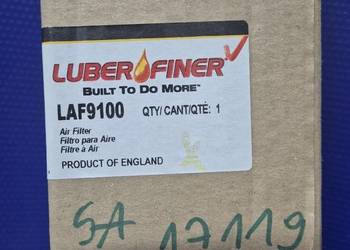 LUBERFINER
BUILT TO DO MORE™
LAF9100 QTY/ CANT/QTÉ: 1
Air Filter
Filtro para Aire
Filtre à Air
PRODUCT OF ENGLAND
SA 17119